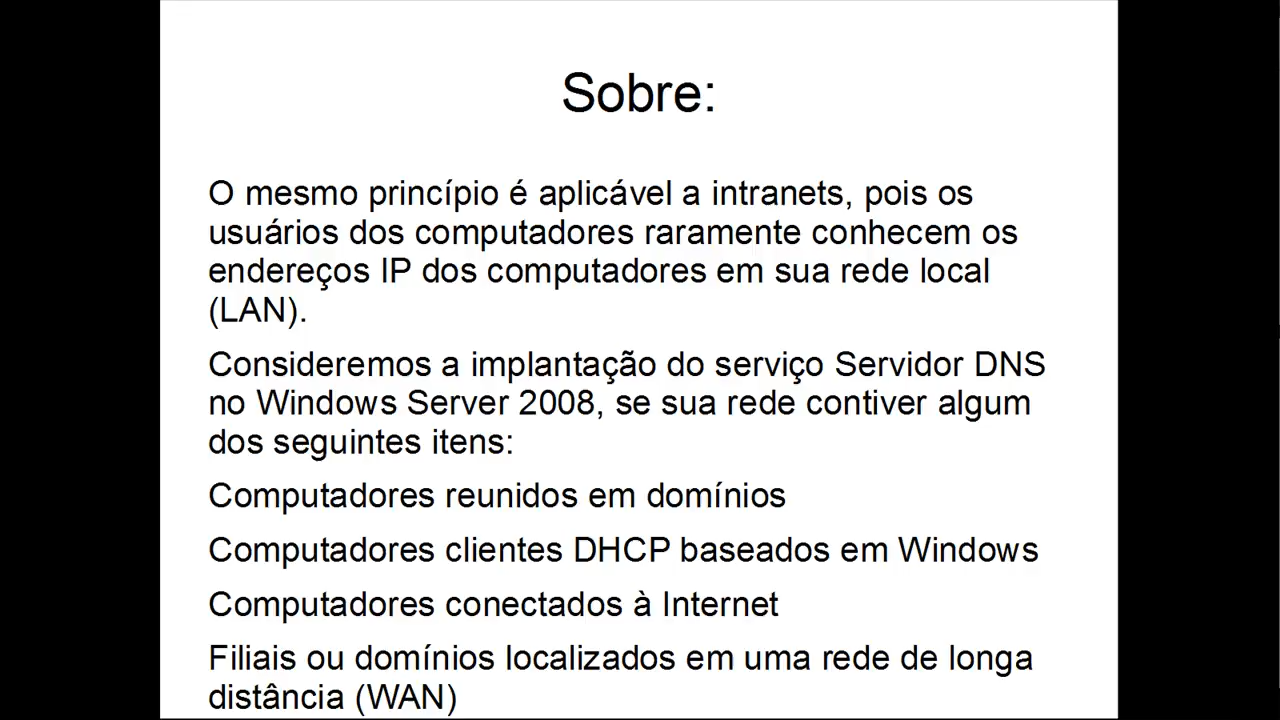 Sobre:
O mesmo princípio é aplicável a intranets, pois os
usuários dos computadores raramente conhecem os
endereços IP dos computadores em sua rede local
(LAN).
Consideremos a implantação do serviço Servidor DNS
no Windows Server 2008, se sua rede contiver algum
dos seguintes itens:
Computadores reunidos em domínios
Computadores clientes DHCP baseados em Windows
Computadores conectados à Internet
Filiais ou domínios localizados em uma rede de longa
distância (WAN)